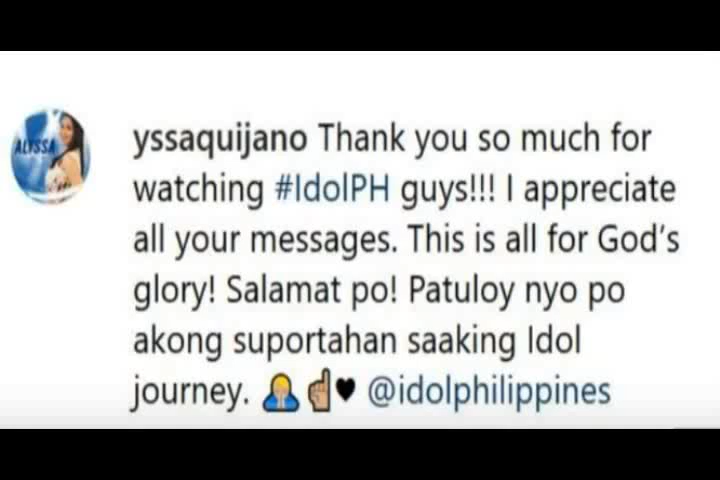 ALYSSA
yssaquijano Thank you so much for
watching #IdolPH guys!!! I appreciate
all your messages. This is all for God's
glory! Salamat po! Patuloy nyo po
akong suportahan saaking Idol
journey. 🙏☝️♥ @idolphilippines